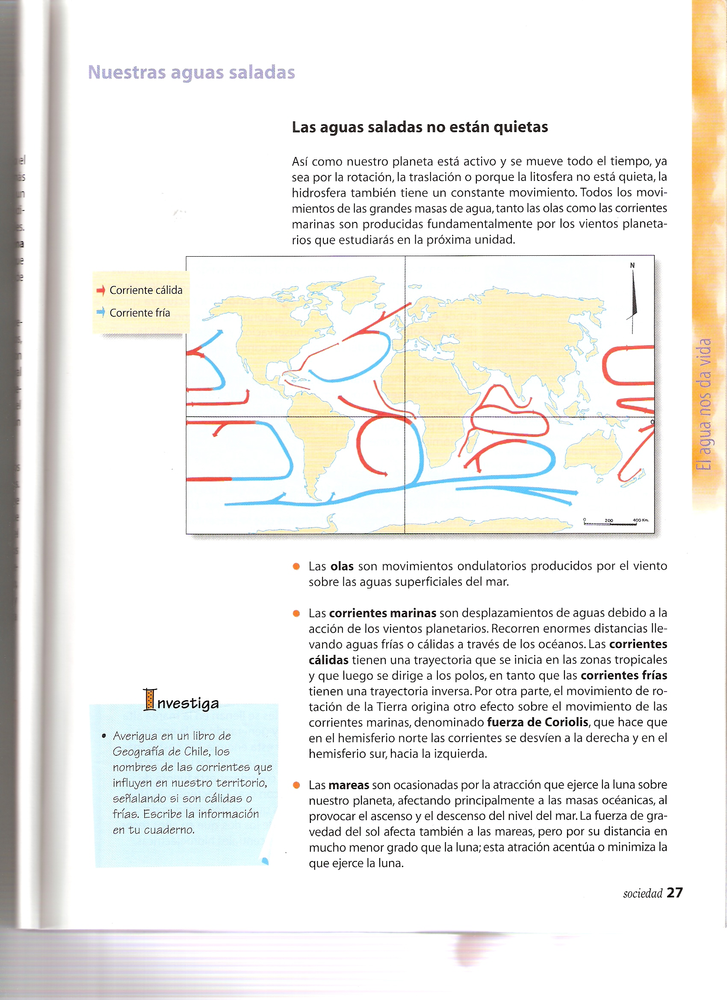 Nuestras aguas saladas
Las aguas saladas no están quietas
Así como nuestro planeta está activo y se mueve todo el tiempo, ya
sea por la rotación, la traslación o porque la litosfera no está quieta, la
hidrosfera también tiene un constante movimiento. Todos los movi-
mientos de las grandes masas de agua, tanto las olas como las corrientes
marinas son producidas fundamentalmente por los vientos planeta-
rios que estudiarás en la próxima unidad.
Corriente cálida
Corriente fría
N
0
0 200 400 Km.
Las olas son movimientos ondulatorios producidos por el viento
sobre las aguas superficiales del mar.
Las corrientes marinas son desplazamientos de aguas debido a la
acción de los vientos planetarios. Recorren enormes distancias lle-
vando aguas frías o cálidas a través de los océanos. Las corrientes
cálidas tienen una trayectoria que se inicia en las zonas tropicales
y que luego se dirige a los polos, en tanto que las corrientes frías
tienen una trayectoria inversa. Por otra parte, el movimiento de ro-
tación de la Tierra origina otro efecto sobre el movimiento de las
corrientes marinas, denominado fuerza de Coriolis, que hace que
en el hemisferio norte las corrientes se desvíen a la derecha y en el
hemisferio sur, hacia la izquierda.
Las mareas son ocasionadas por la atracción que ejerce la luna sobre
nuestro planeta, afectando principalmente a las masas océanicas, al
provocar el ascenso y el descenso del nivel del mar. La fuerza de gra-
vedad del sol afecta también a las mareas, pero por su distancia en
mucho menor grado que la luna; esta atración acentúa o minimiza la
que ejerce la luna.
Investiga
• Averigua en un libro de
Geografía de Chile, los
nombres de las corrientes que
influyen en nuestro territorio,
señalando si son cálidas o
frías. Escribe la información
en tu cuaderno.
El agua nos da vida
sociedad 27